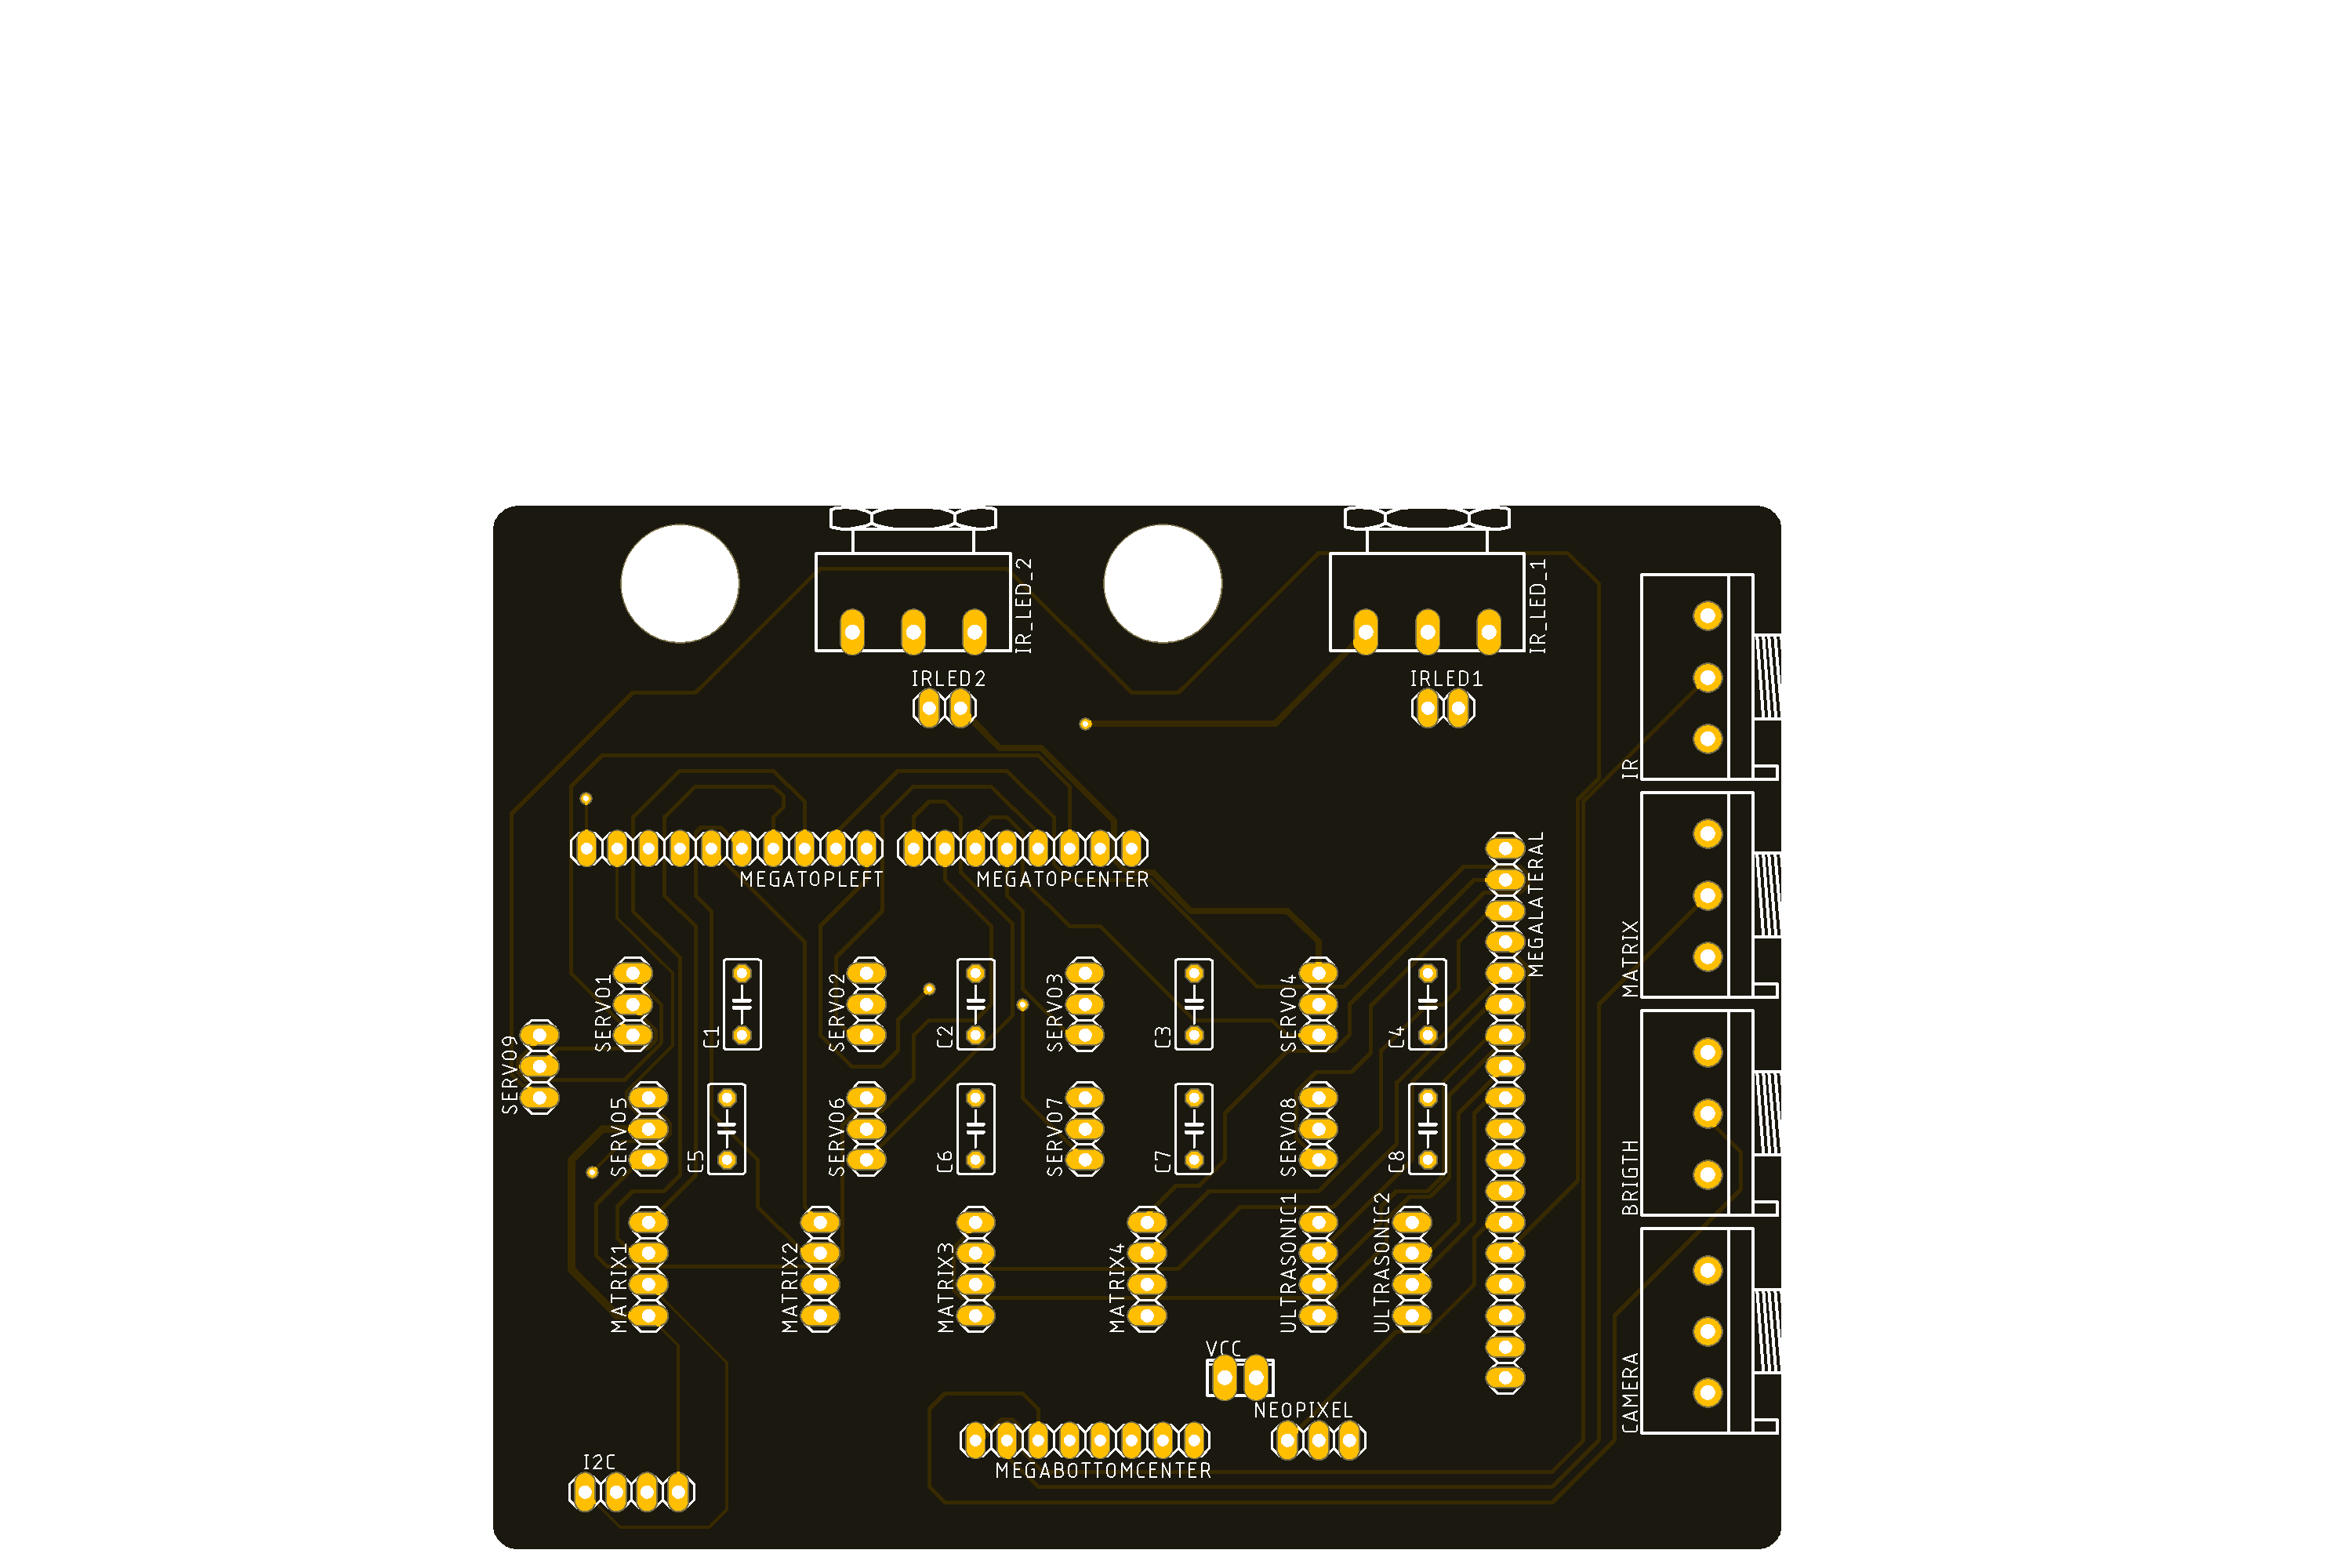 IR_LED_2
IR_LED_1
IRLED2
IRLED1
IR
MEGATOPLEFT
MEGATOPCENTER
MEGALATERAL
MATRIX
SERVO1
C1
SERVO2
C2
SERVO3
C3
SERVO4
C4
SERVO9
SERVO5
C5
SERVO6
C6
SERVO7
C7
SERVO8
C8
BRIGTH
MATRIX1
MATRIX2
MATRIX3
MATRIX4
ULTRASONIC1
ULTRASONIC2
VCC
CAMERA
NEOPIXEL
I2C
MEGABOTTOMCENTER